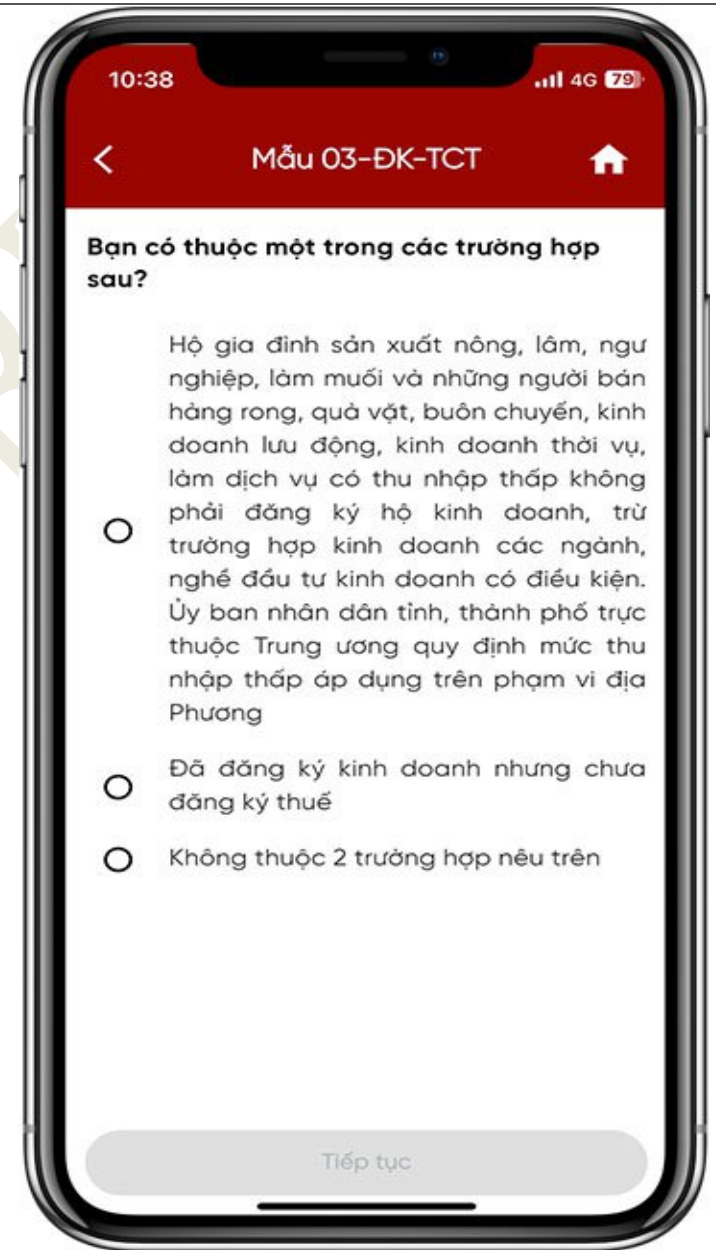 10:38
4G 79
Mẫu 03-ĐK-TCT
Bạn có thuộc một trong các trường hợp
sau?
Hộ gia đình sản xuất nông, lâm, ngư
nghiệp, làm muối và những người bán
hàng rong, quà vặt, buôn chuyến, kinh
doanh lưu động, kinh doanh thời vụ,
làm dịch vụ có thu nhập thấp không
phải đăng ký hộ kinh doanh, trừ
trường hợp kinh doanh các ngành,
nghề đầu tư kinh doanh có điều kiện.
Ủy ban nhân dân tỉnh, thành phố trực
thuộc Trung ương quy định mức thu
nhập thấp áp dụng trên phạm vi địa
Phương
Đã đăng ký kinh doanh nhưng chưa
đăng ký thuế
Không thuộc 2 trường hợp nêu trên
Tiếp tục